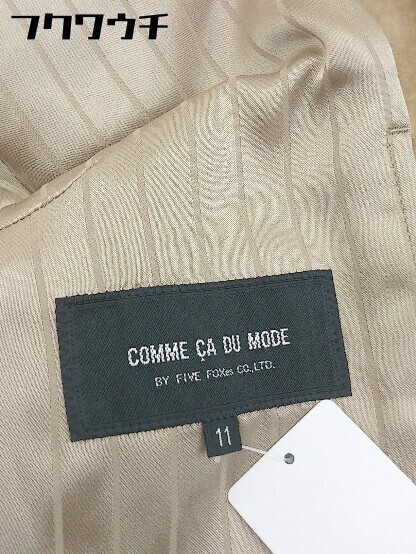 フクワウチ
COMME ÇA DU MODE
BY FIVE FOXes CO., LTD.
11